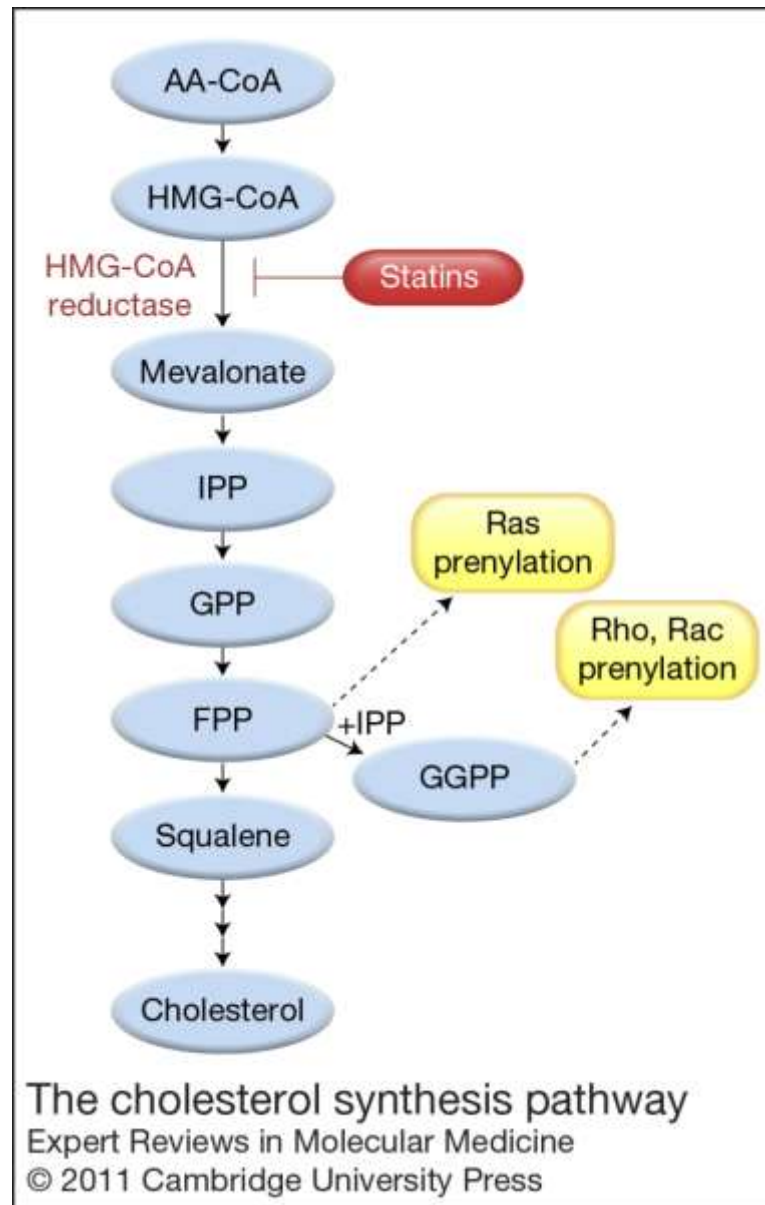 AA-CoA
HMG-CoA
HMG-CoA
reductase
Statins
Mevalonate
IPP
Ras
prenylation
GPP
Rho, Rac
prenylation
FPP
+IPP
GGPP
Squalene
Cholesterol
The cholesterol synthesis pathway
Expert Reviews in Molecular Medicine
© 2011 Cambridge University Press